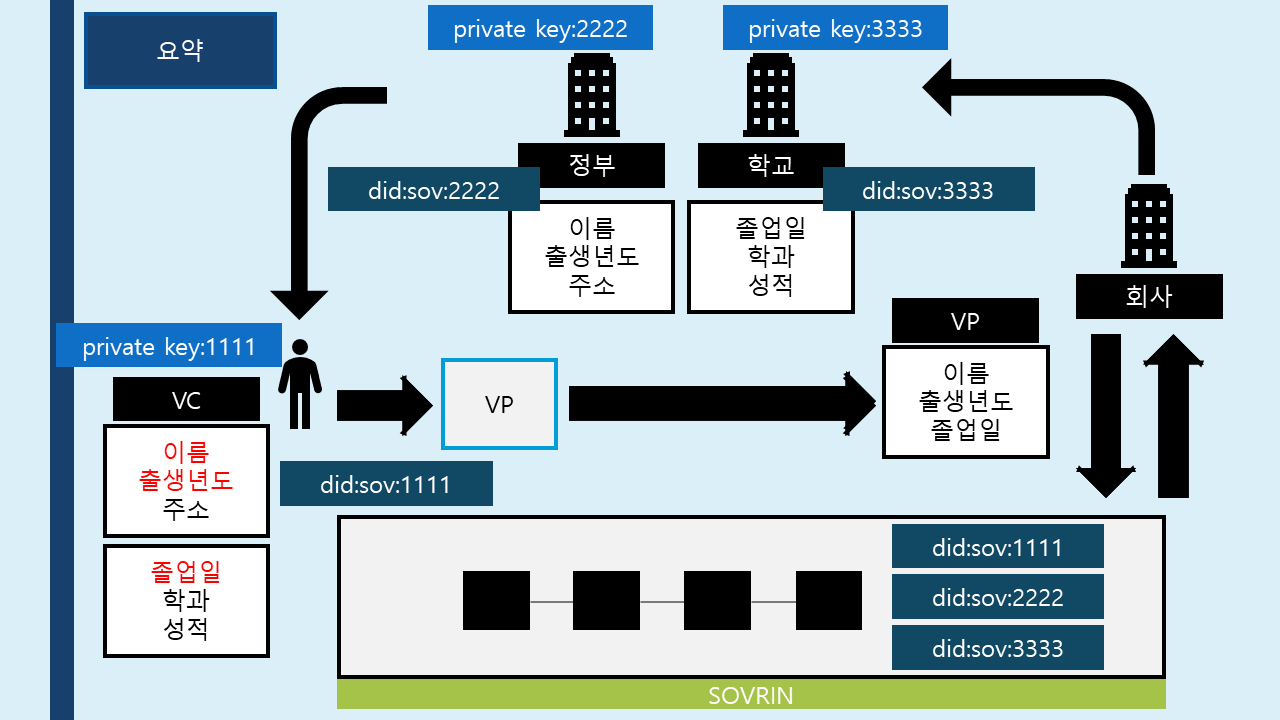 요약
private key:2222
private key:3333
정부
학교
did:sov:2222
did:sov:3333
이름
출생년도
주소
졸업일
학과
성적
회사
VP
이름
출생년도
졸업일
private key:1111
VC
이름
출생년도
주소
졸업일
학과
성적
VP
did:sov:1111
did:sov:1111
did:sov:2222
did:sov:3333
SOVRIN